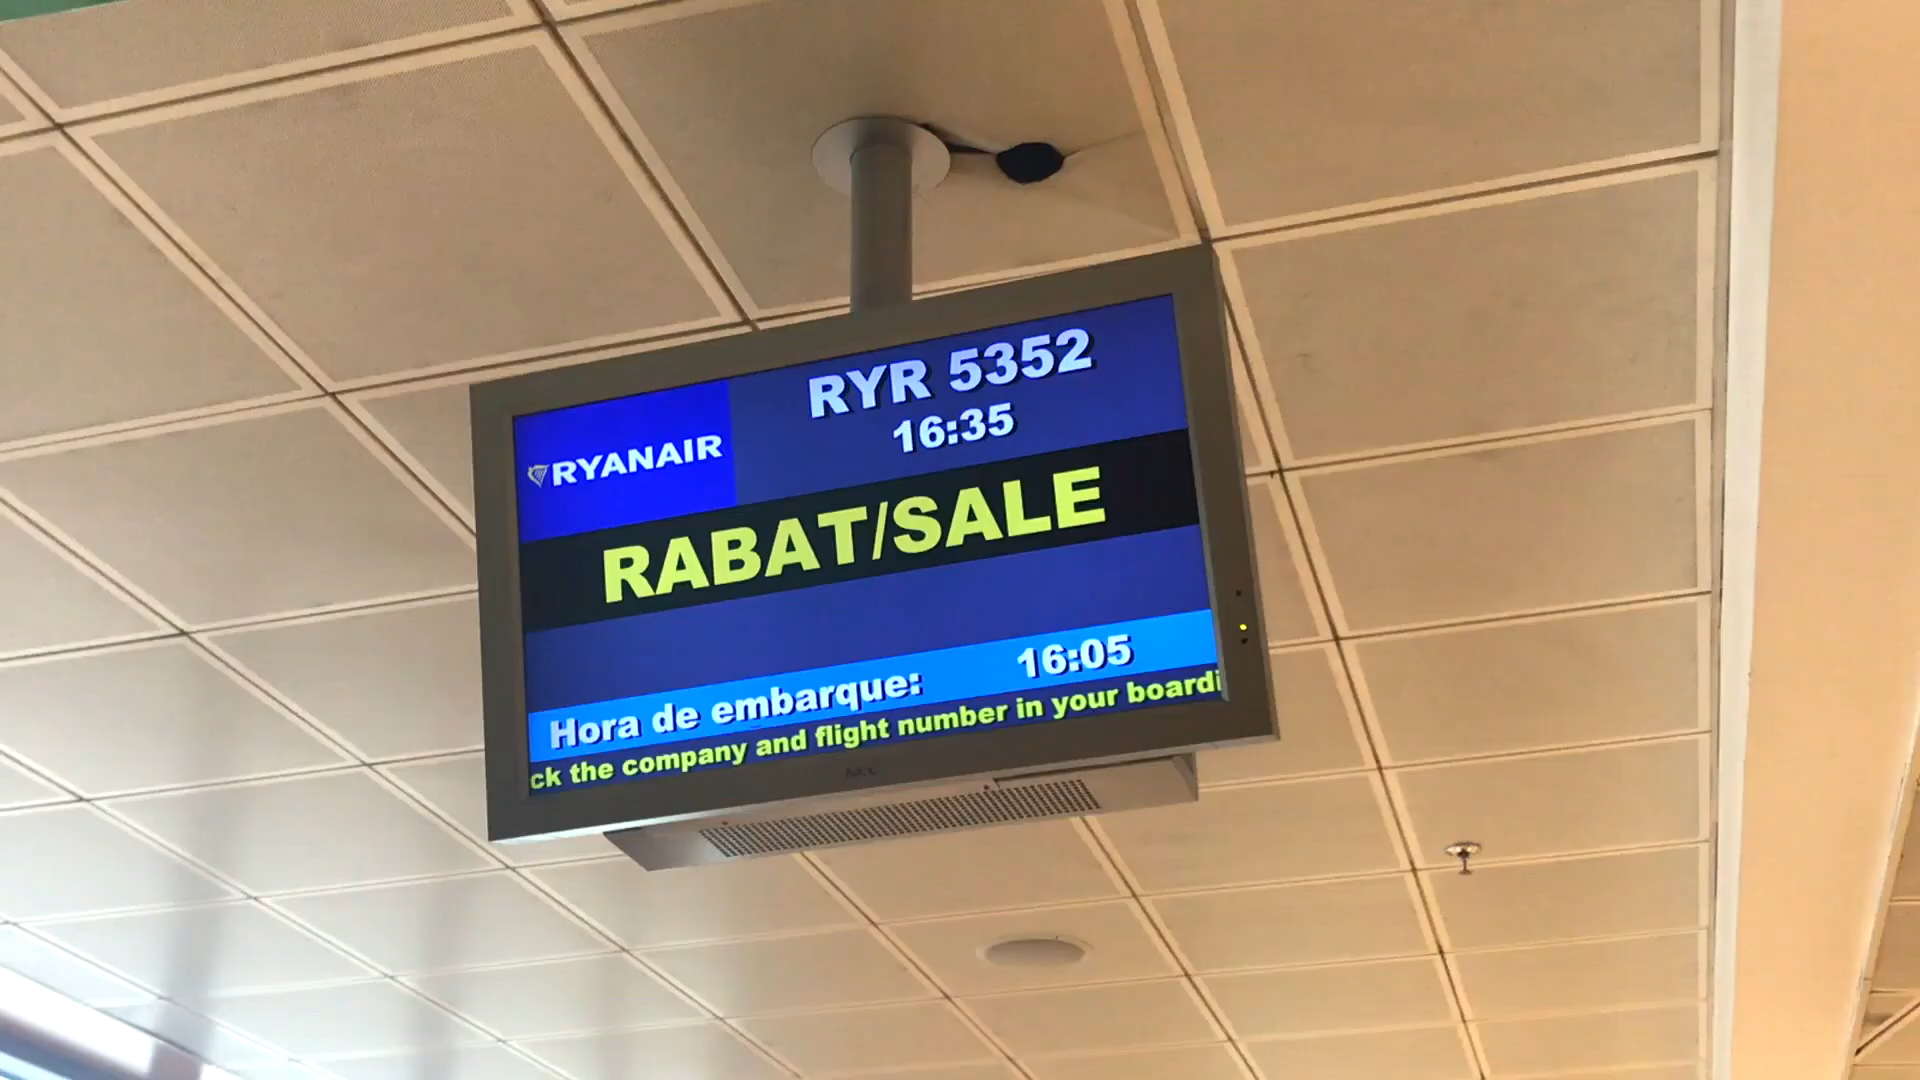 RYANAIR
RYR 5352
16:35
RABAT/SALE
Hora de embarque: 16:05
ck the company and flight number in your boardi
NEC